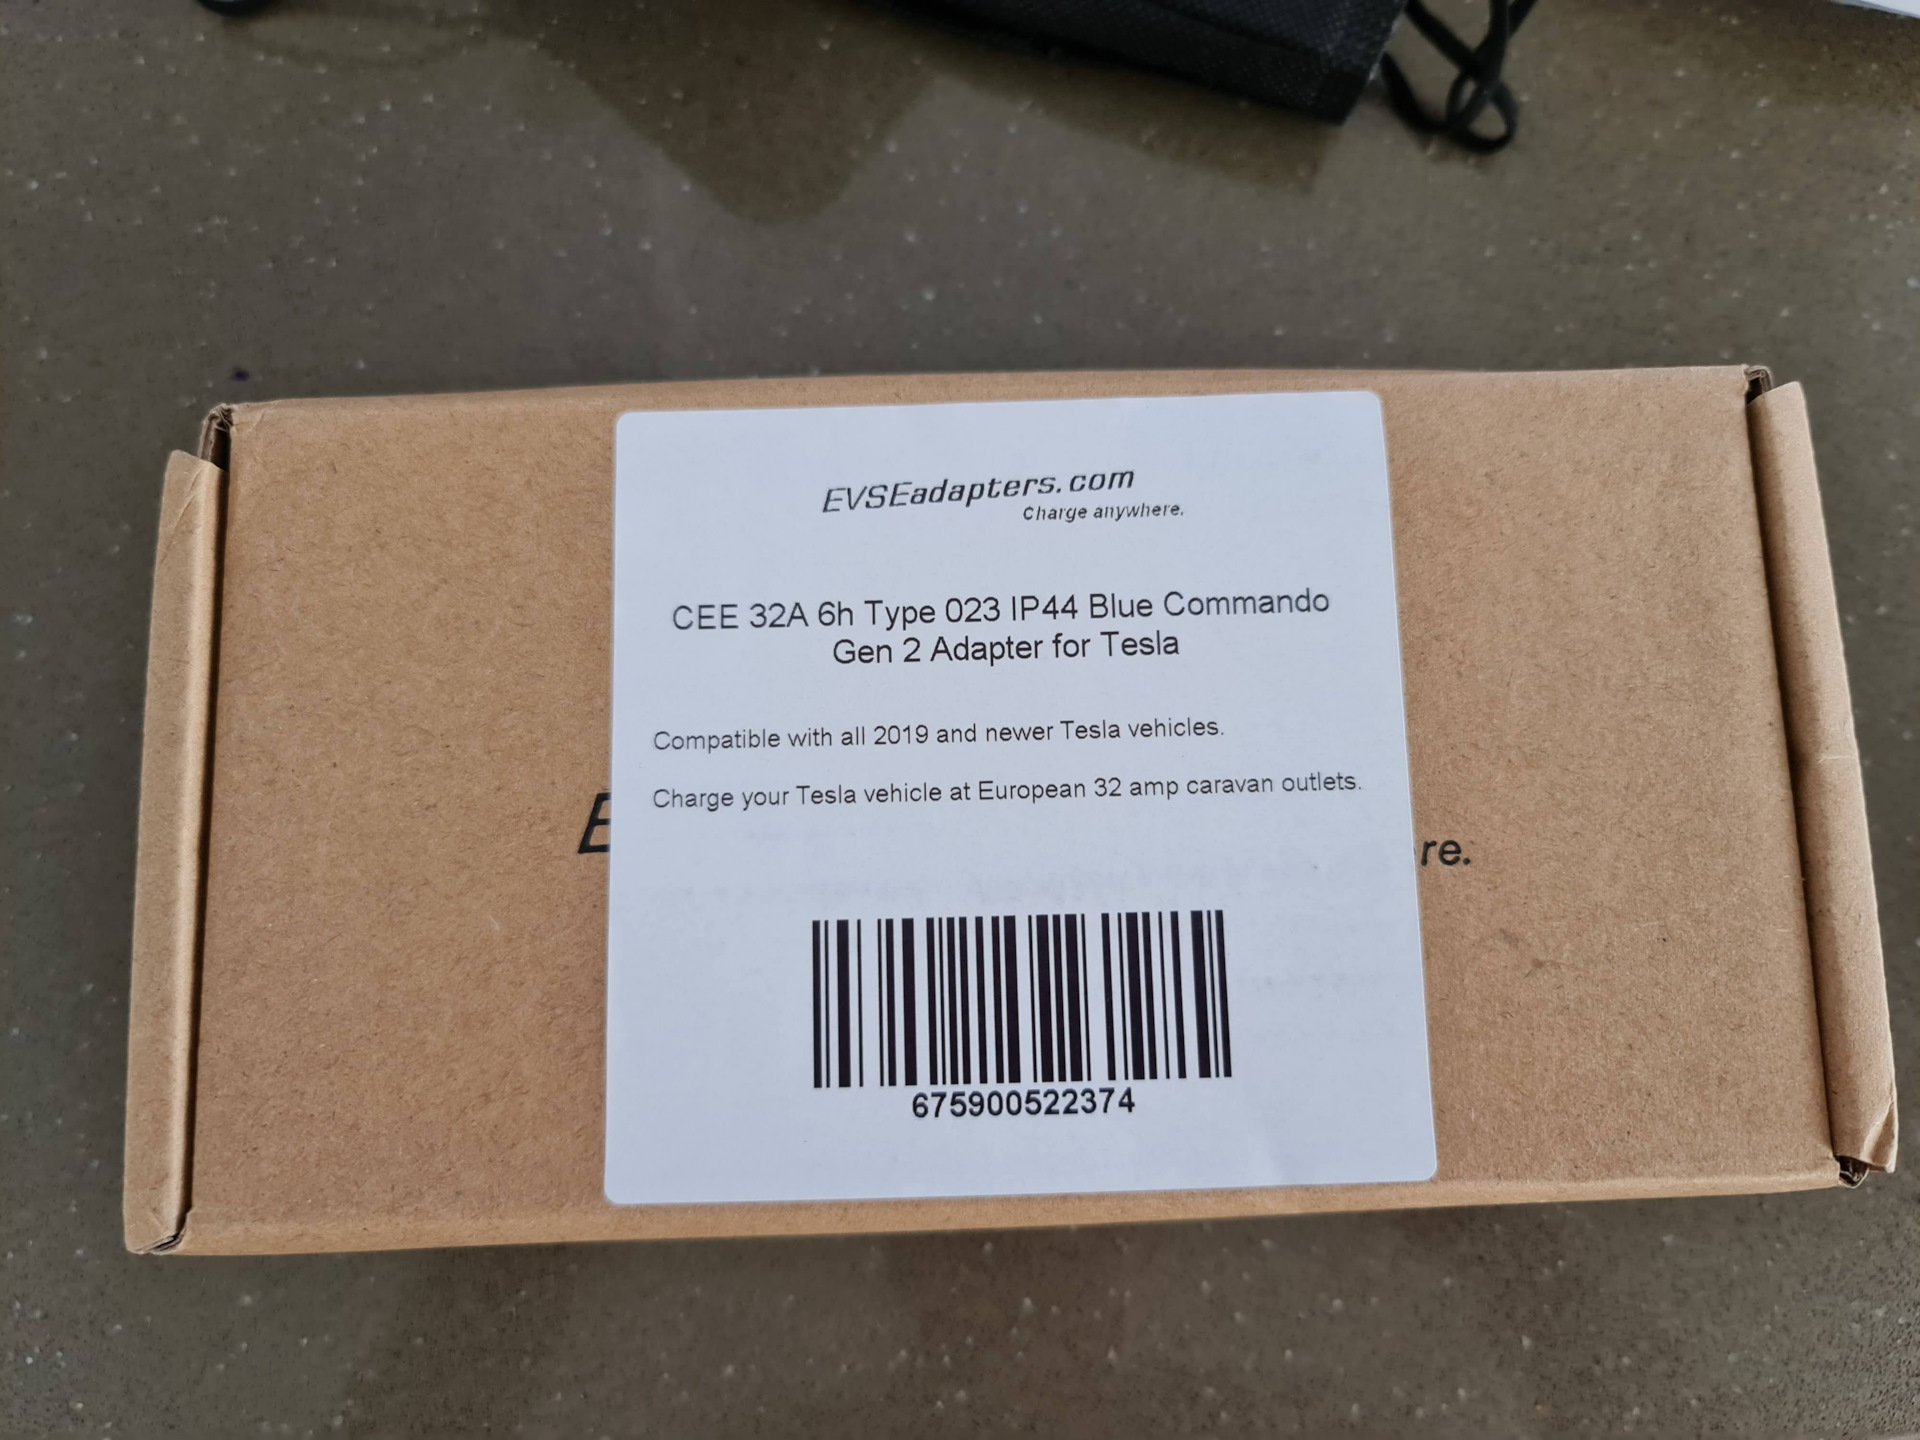 EVSEadapters.com
Charge anywhere.
CEE 32A 6h Type 023 IP44 Blue Commando
Gen 2 Adapter for Tesla
Compatible with all 2019 and newer Tesla vehicles.
Charge your Tesla vehicle at European 32 amp caravan outlets.
E
re.
675900522374